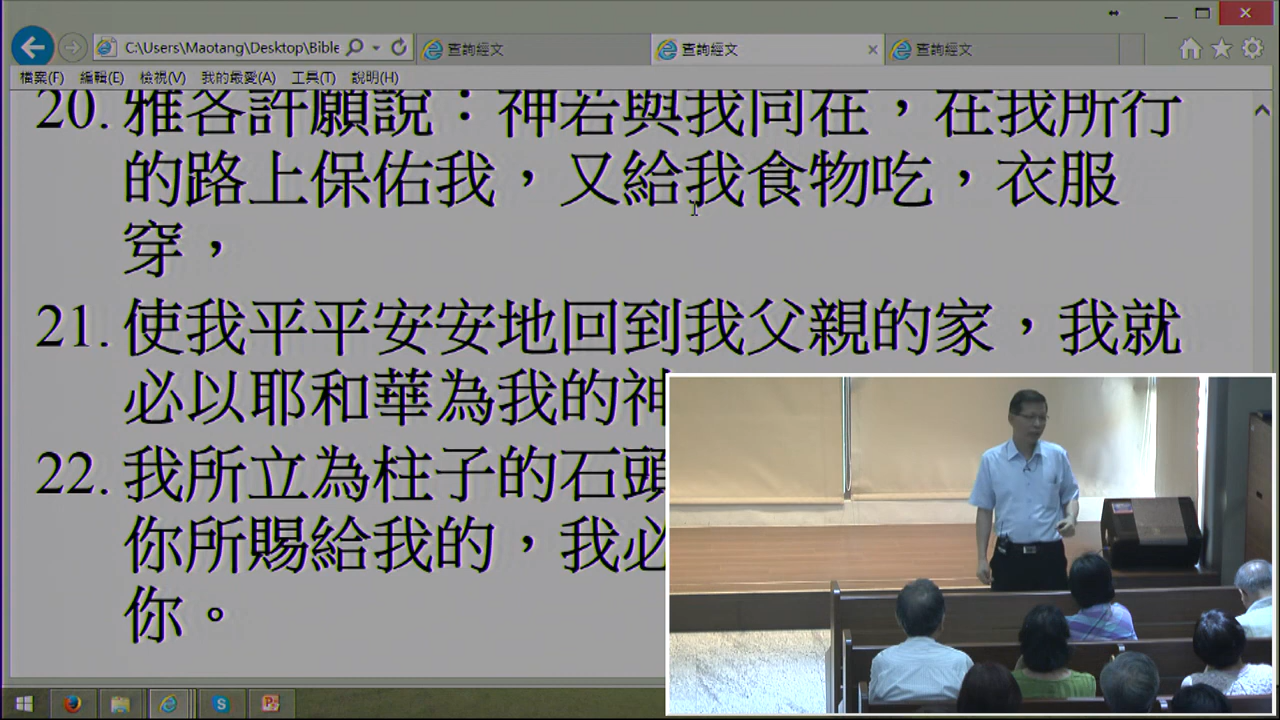 C:\Users\Maotang\Desktop\Bible
查詢經文
查詢經文
查詢經文
檔案(F) 編輯(E) 檢視(V) 我的最愛(A) 工具(T) 說明(H)
20. 雅各許願說：神若與我同在，在我所行
的路上保佑我，又給我食物吃，衣服
穿，
21. 使我平平安安地回到我父親的家，我就
必以耶和華為我的神
22. 我所立為柱子的石頭
你所賜給我的，我必
你。